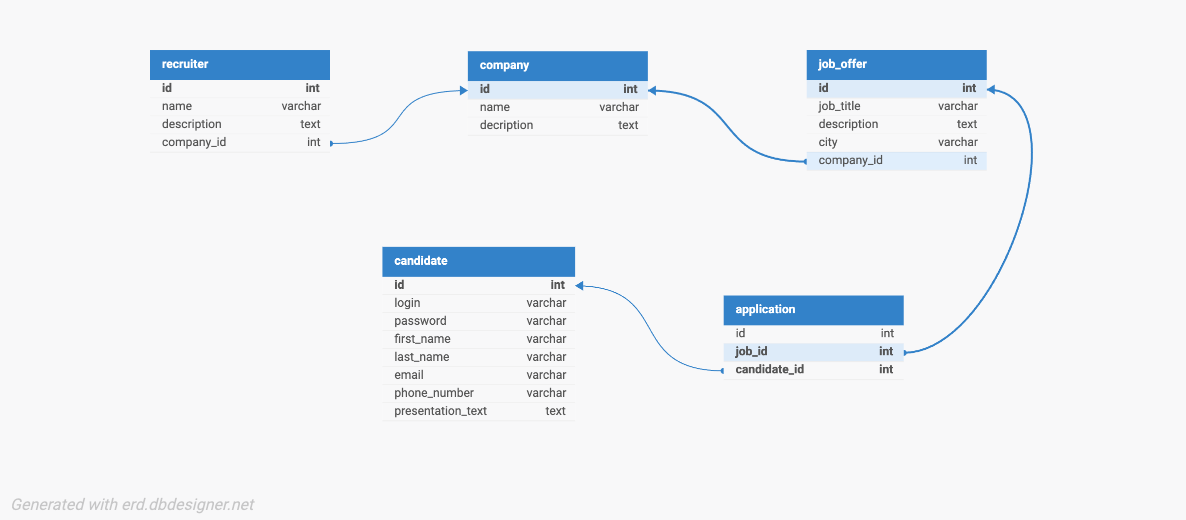 recruiter
id int
name varchar
description text
company_id int
company
id int
name varchar
decription text
job_offer
id int
job_title varchar
description text
city varchar
company_id int
candidate
id int
login varchar
password varchar
first_name varchar
last_name varchar
email varchar
phone_number varchar
presentation_text text
application
id int
job_id int
candidate_id int
Generated with erd.dbdesigner.net